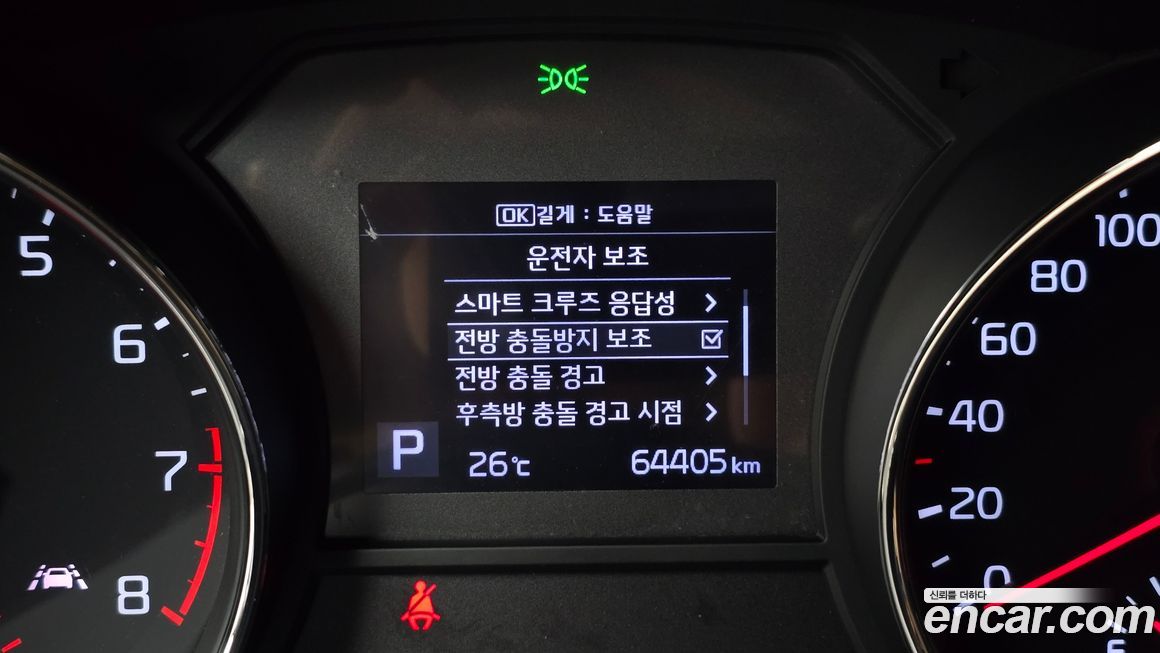 OK길게 : 도움말
운전자 보조
스마트 크루즈 응답성
전방 충돌방지 보조
전방 충돌 경고
후측방 충돌 경고 시점
P
26℃
64405km
5
6
7
8
100
80
60
40
20
0
신뢰를 더하다
encar.com